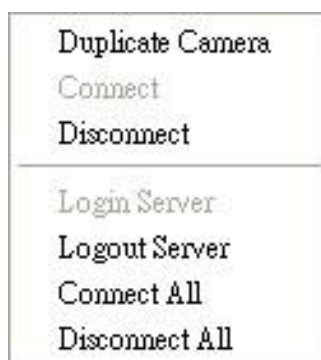 Duplicate Camera
Connect
Disconnect
Login Server
Logout Server
Connect All
Disconnect All